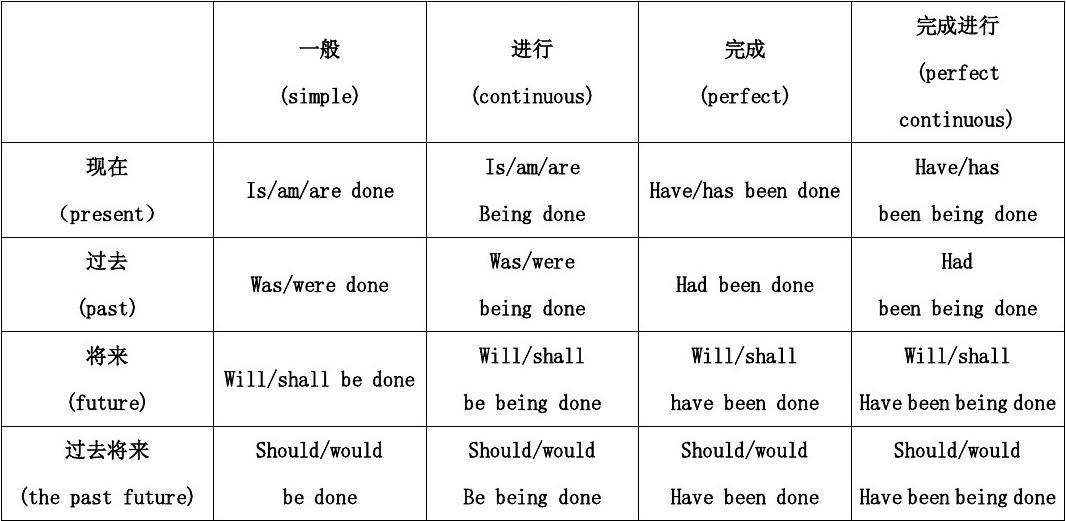 一般
(simple)
进行
(continuous)
完成
(perfect)
完成进行
(perfect
continuous)
现在
（present）
Is/am/are done
Is/am/are
Being done
Have/has been done
Have/has
been being done
过去
(past)
Was/were done
Was/were
being done
Had been done
Had
been being done
将来
(future)
Will/shall be done
Will/shall
be being done
Will/shall
have been done
Will/shall
Have been being done
过去将来
(the past future)
Should/would
be done
Should/would
Be being done
Should/would
Have been done
Should/would
Have been being done